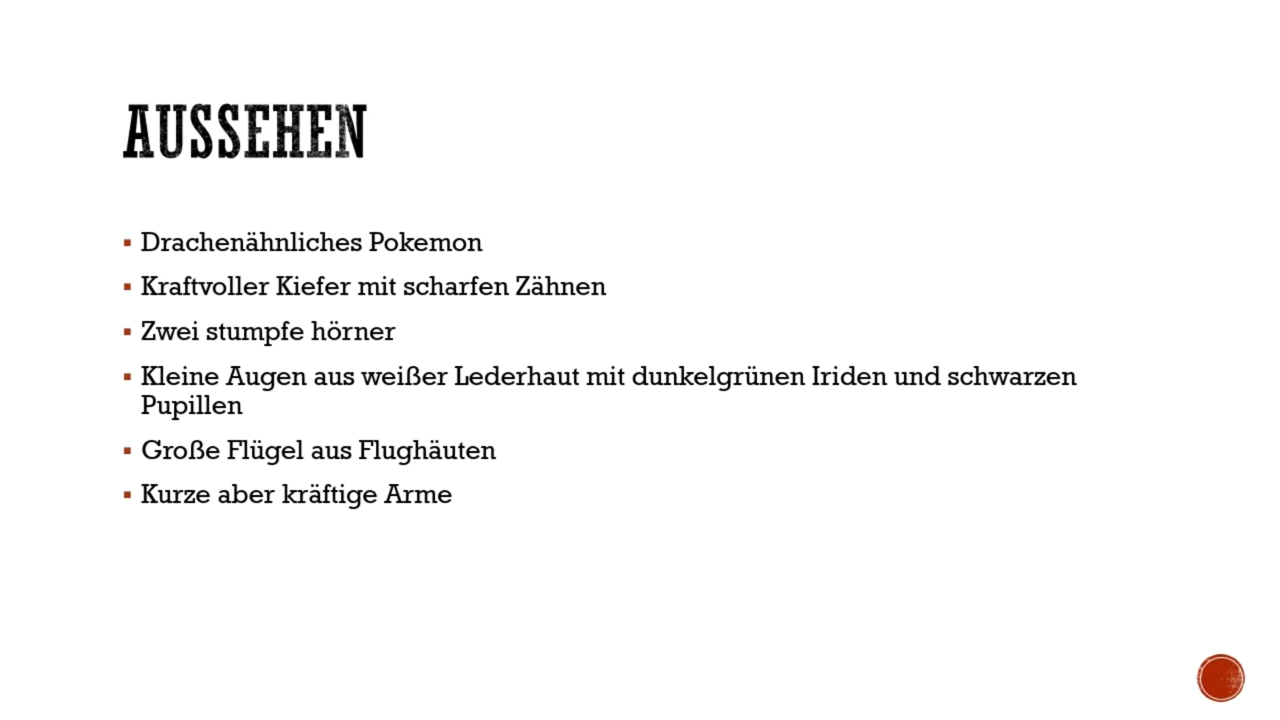 AUSSEHEN
▪ Drachenähnliches Pokemon
▪ Kraftvoller Kiefer mit scharfen Zähnen
▪ Zwei stumpfe hörner
▪ Kleine Augen aus weißer Lederhaut mit dunkelgrünen Iriden und schwarzen
Pupillen
▪ Große Flügel aus Flughäuten
▪ Kurze aber kräftige Arme